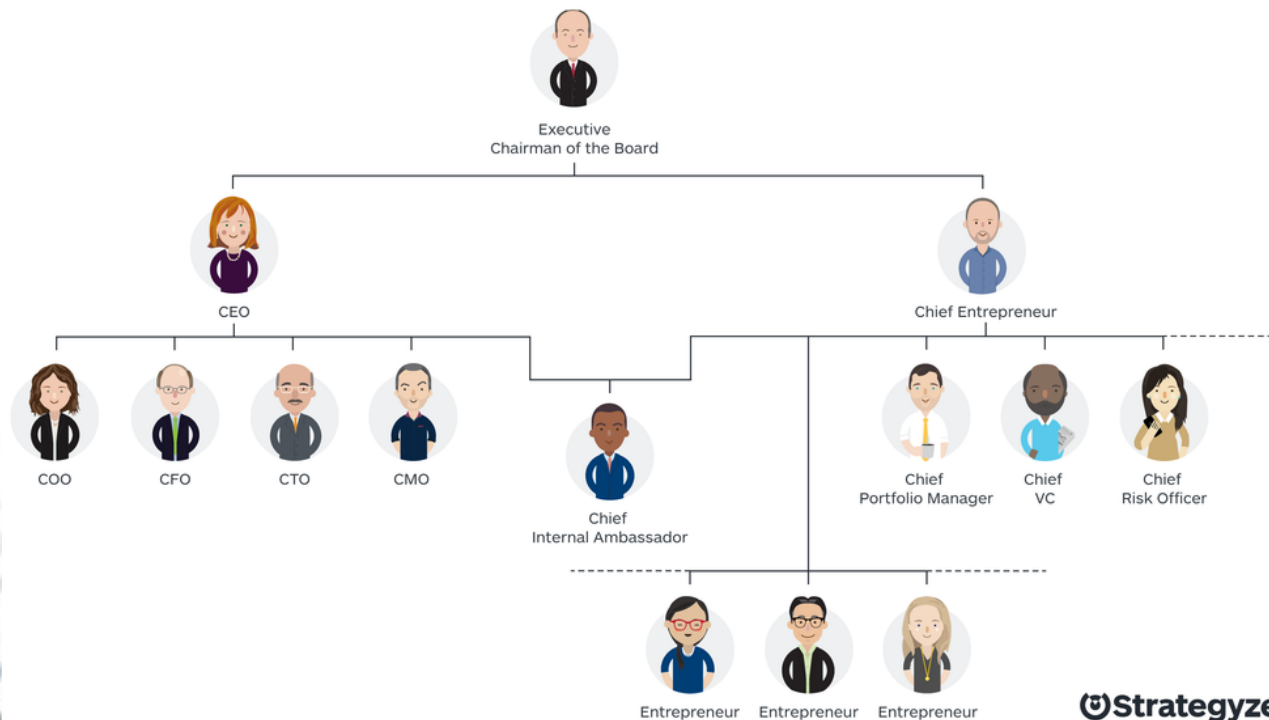 Executive
Chairman of the Board
CEO
Chief Entrepreneur
COO
CFO
CTO
CMO
Chief
Internal Ambassador
Chief
Portfolio Manager
Chief
VC
Chief
Risk Officer
Entrepreneur
Entrepreneur
Entrepreneur
Strategyze